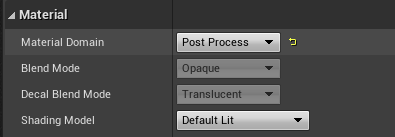 Material
Material Domain Post Process
Blend Mode Opaque
Decal Blend Mode Translucent
Shading Model Default Lit